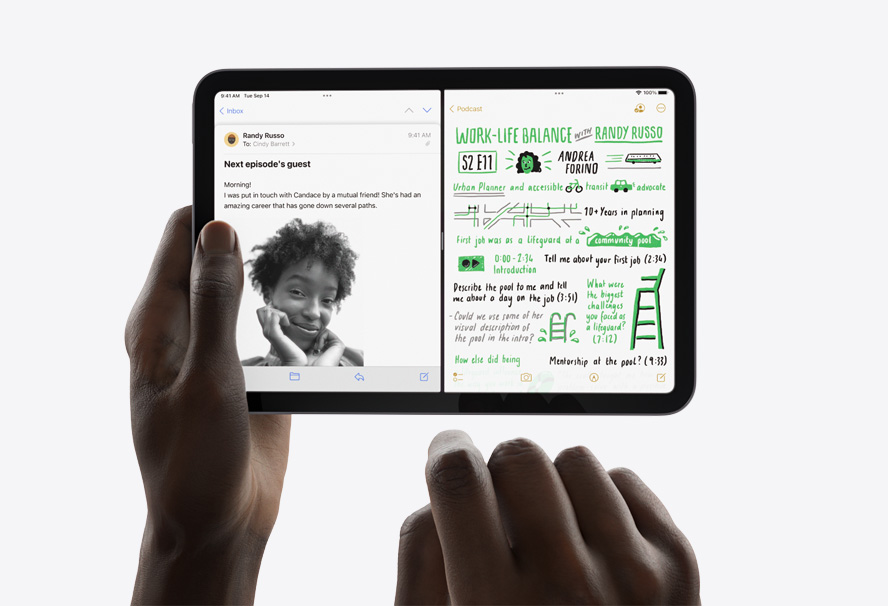 9:41 AM Tue Sep 14
100%
Inbox
Randy Russo
9:41 AM
To: Cindy Barrett
Next episode's guest
Morning!
I was put in touch with Candace by a mutual friend! She's had an
amazing career that has gone down several paths.
Podcast
WORK-LIFE BALANCE WITH RANDY RUSSO
S2 E11
ANDREA
FORINO
Urban Planner and accessible transit advocate
10+ Years in planning
First job was as a lifeguard at a community pool
0:00 - 2:34
Introduction
Tell me about your first job (2:34)
Describe the pool to me and tell
me about a day on the job (3:51)
- Could we use some of her
visual description of
the pool in the intro?
What were
the biggest
challenges
you faced as
a lifeguard?
(7:12)
How else did being
Mentorship at the pool? (9:33)